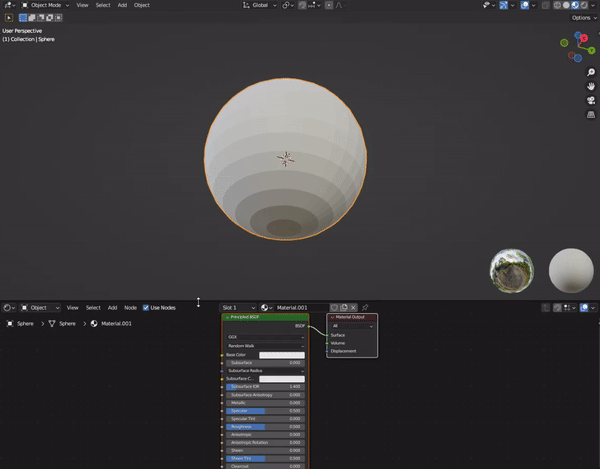 Object Mode View Select Add Object Global
Options
User Perspective
(1) Collection | Sphere
X
Object View Select Add Node Use Nodes Slot 1 Material.001
Sphere > Sphere > Material.001
Principled BSDF
BSDF
GGX
Random Walk
Base Color
Subsurface 0.000
Subsurface Radius
Subsurface C...
Subsurface IOR 1.400
Subsurface Anisotropy 0.000
Metallic 0.000
Specular 0.500
Specular Tint 0.000
Roughness 0.500
Anisotropic 0.000
Anisotropic Rotation 0.000
Sheen 0.000
Sheen Tint 0.500
Clearcoat 0.000
Material Output
All
Surface
Volume
Displacement